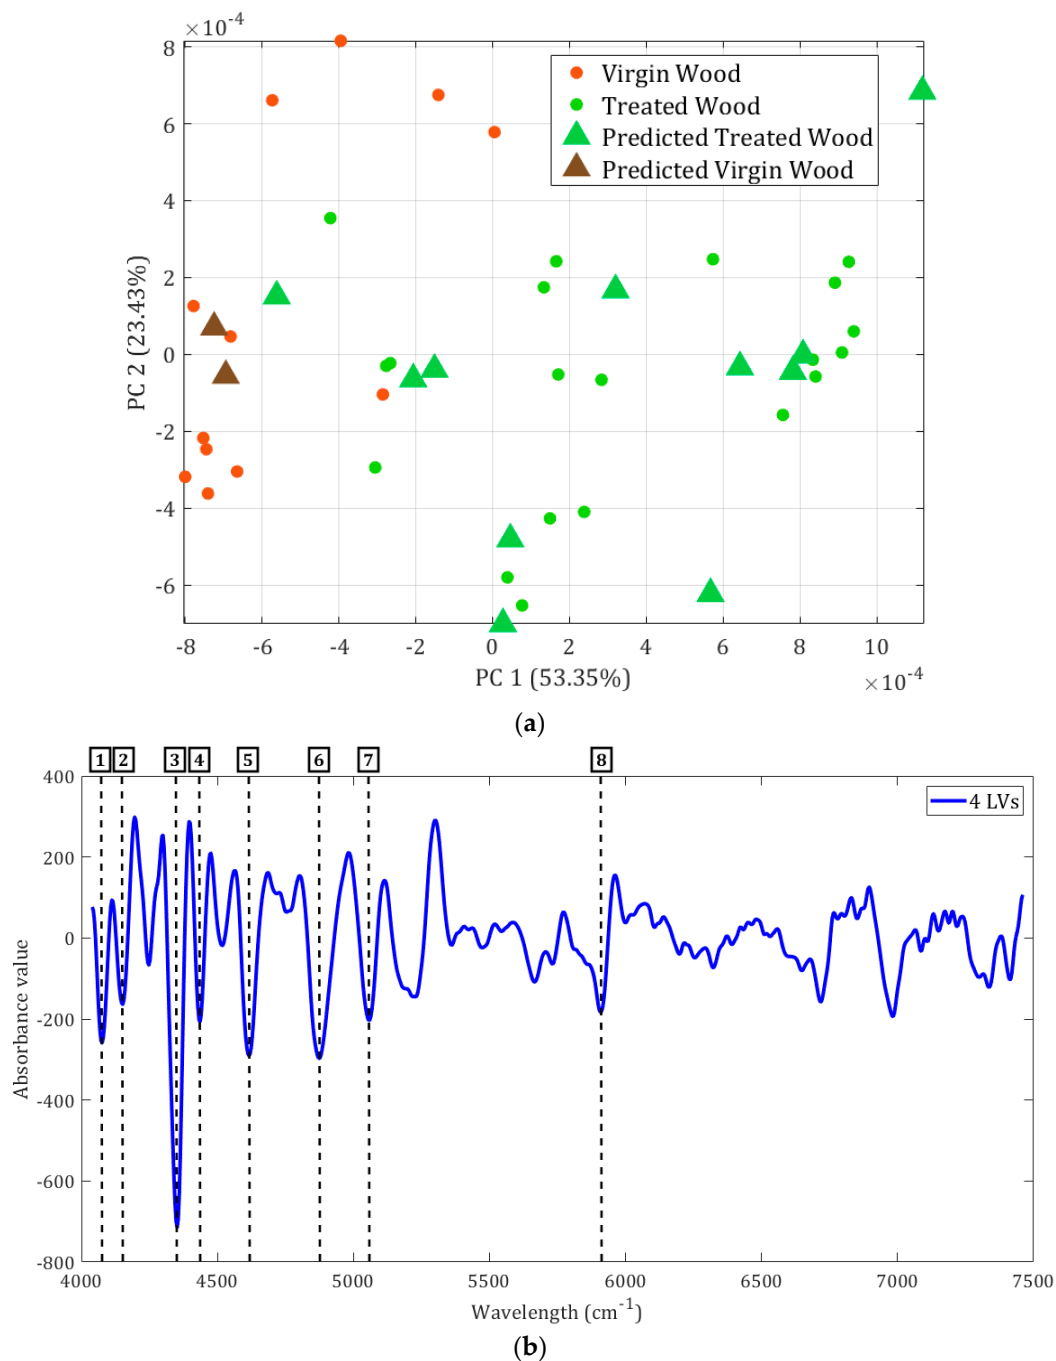 ×10⁻⁴
8
6
4
2
0
-2
-4
-6
PC 2 (23.43%)
Virgin Wood
Treated Wood
Predicted Treated Wood
Predicted Virgin Wood
-8 -6 -4 -2 0 2 4 6 8 10
PC 1 (53.35%)
×10⁻⁴
(a)
1 2 3 4 5 6 7 8
400
200
0
-200
-400
-600
-800
Absorbance value
4 LVs
4000 4500 5000 5500 6000 6500 7000 7500
Wavelength (cm⁻¹)
(b)